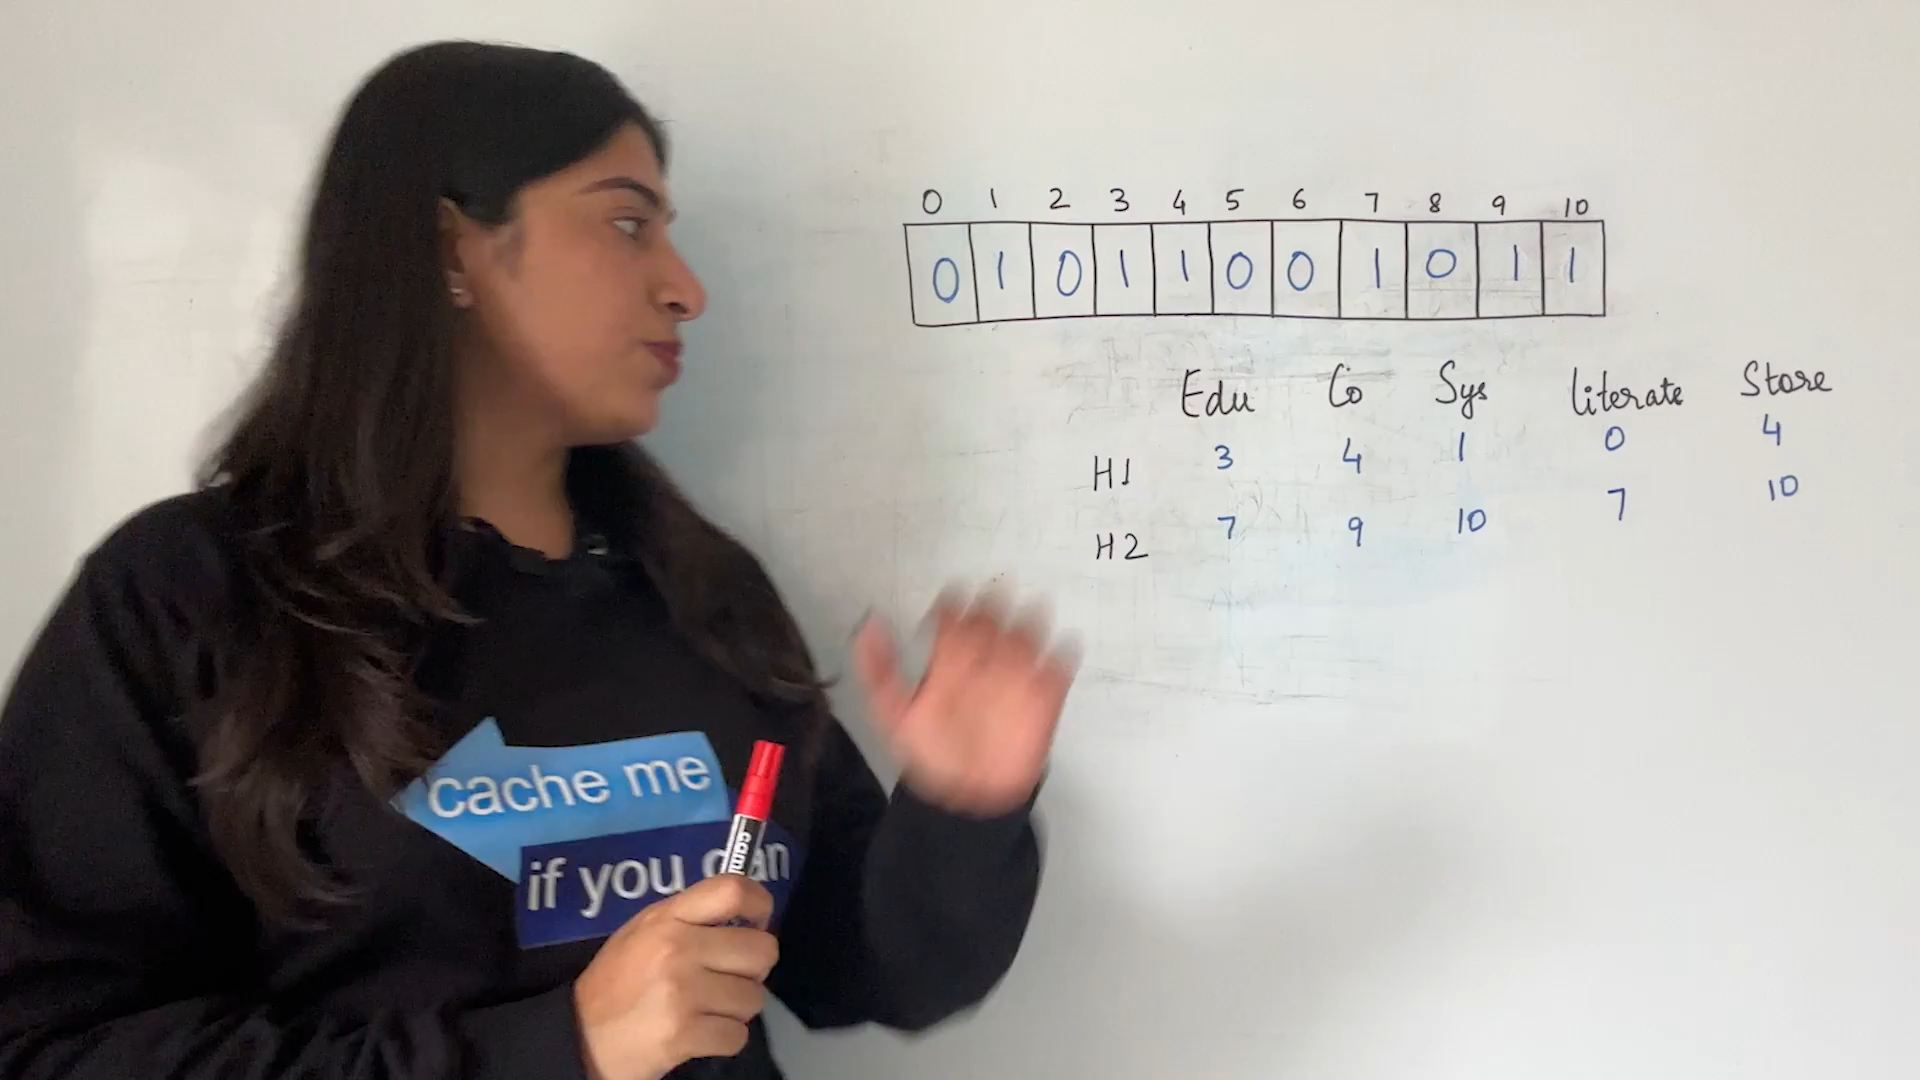 0 1 2 3 4 5 6 7 8 9 10
0 1 0 1 1 0 0 1 0 1 1
Edu Co Sys literate Store
H1 3 4 1 0 4
H2 7 9 10 7 10
cache me
if you can
cam